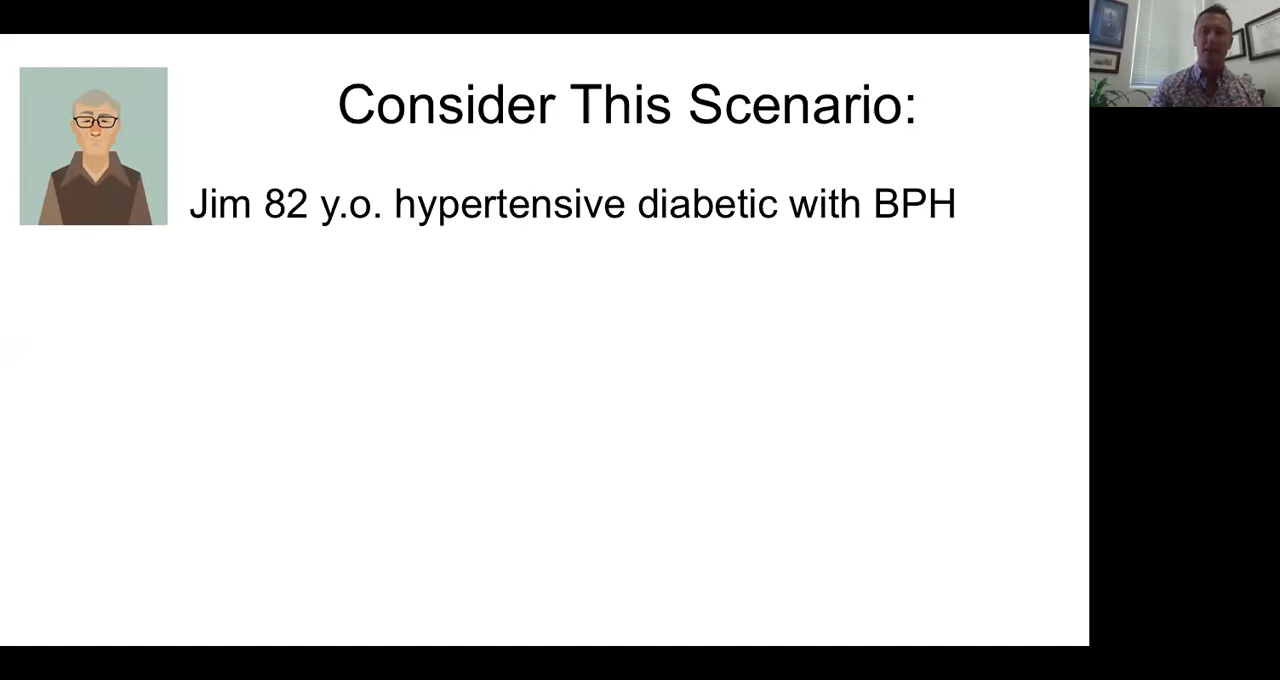 Consider This Scenario:
Jim 82 y.o. hypertensive diabetic with BPH